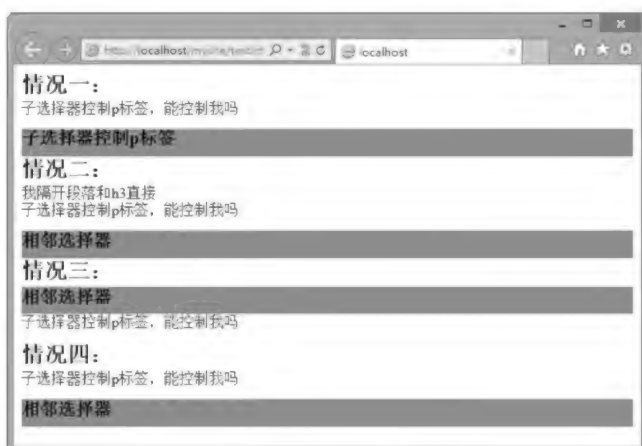 localhost
情况一：
子选择器控制p标签，能控制我吗
子选择器控制p标签
情况二：
我隔开段落和h3直接
子选择器控制p标签，能控制我吗
相邻选择器
情况三：
相邻选择器
子选择器控制p标签，能控制我吗
情况四：
子选择器控制p标签，能控制我吗
相邻选择器